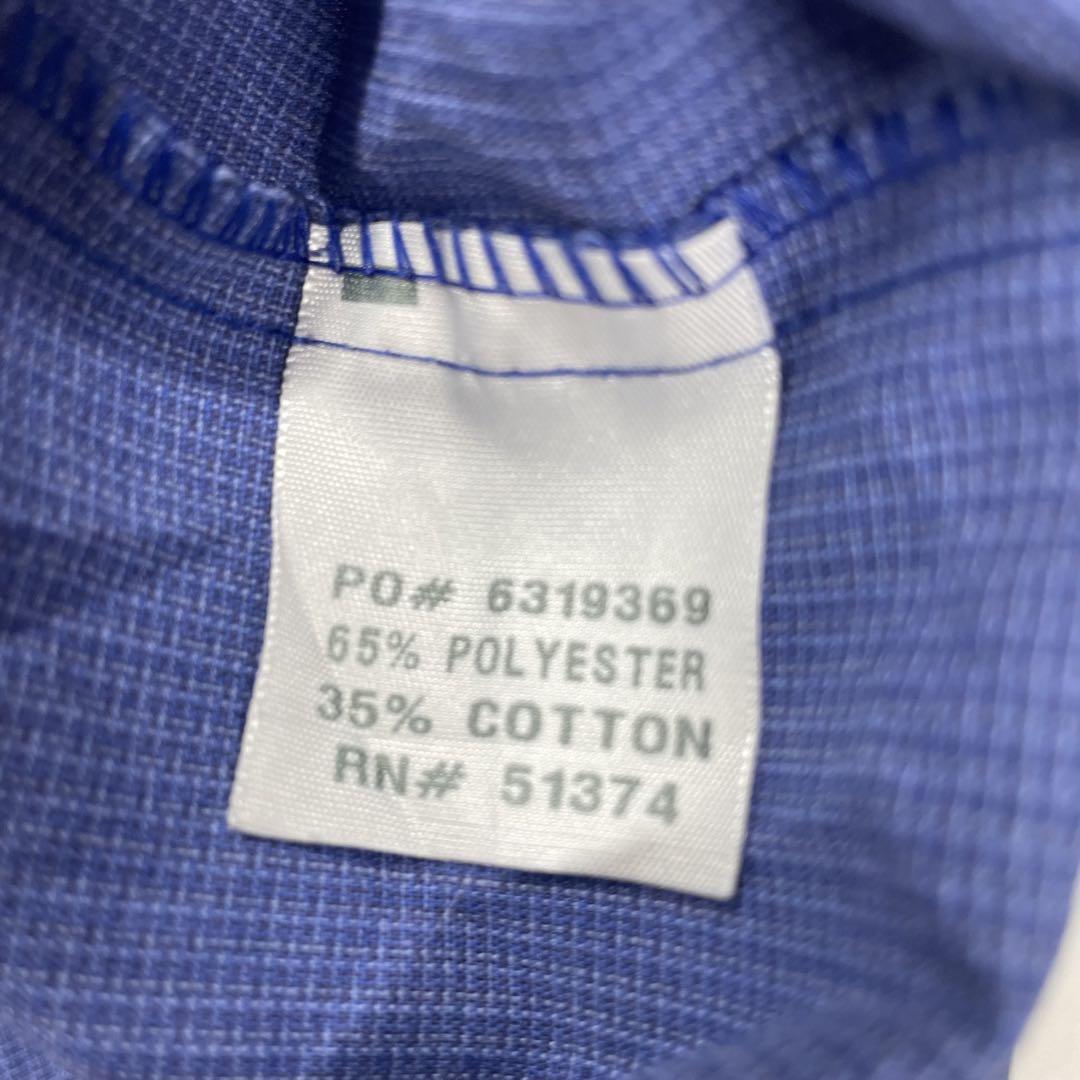 PO# 6319369
65% POLYESTER
35% COTTON
RN# 51374